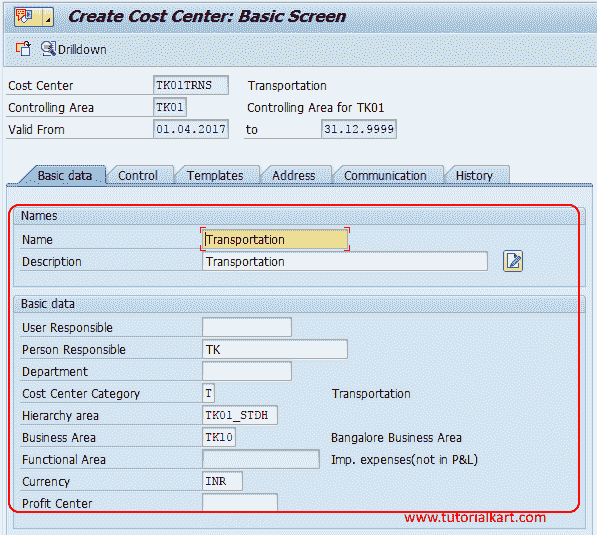 Create Cost Center: Basic Screen
Drilldown
Cost Center TK01TRNS Transportation
Controlling Area TK01 Controlling Area for TK01
Valid From 01.04.2017 to 31.12.9999
Basic data Control Templates Address Communication History
Names
Name Transportation
Description Transportation
Basic data
User Responsible
Person Responsible TK
Department
Cost Center Category T Transportation
Hierarchy area TK01_STDH
Business Area TK10 Bangalore Business Area
Functional Area Imp. expenses(not in P&L)
Currency INR
Profit Center
www.tutorialkart.com